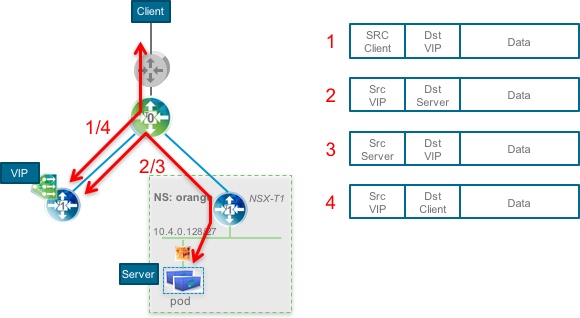 Client
1/4
2/3
VIP
NS: orange
NSX-T1
10.4.0.128/27
Server
pod
1
SRC
Client
Dst
VIP
Data
2
Src
VIP
Dst
Server
Data
3
Src
Server
Dst
VIP
Data
4
Src
VIP
Dst
Client
Data